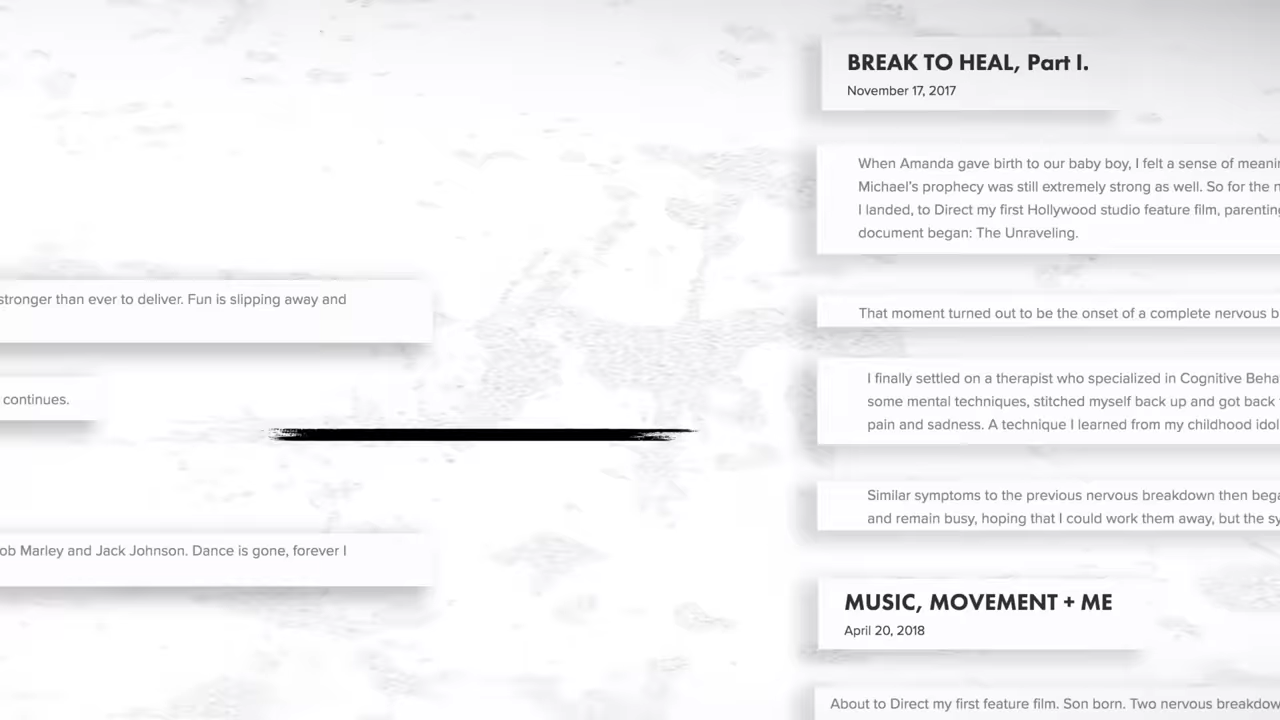 stronger than ever to deliver. Fun is slipping away and
continues.
ob Marley and Jack Johnson. Dance is gone, forever I
BREAK TO HEAL, Part I.
November 17, 2017
When Amanda gave birth to our baby boy, I felt a sense of
Michael's prophecy was still extremely strong as well. So for the
I landed, to Direct my first Hollywood studio feature film,
document began: The Unraveling.
That moment turned out to be the onset of a complete nervous
I finally settled on a therapist who specialized in Cognitive
some mental techniques, stitched myself back up and got back
pain and sadness. A technique I learned from my childhood idol
Similar symptoms to the previous nervous breakdown then
and remain busy, hoping that I could work them away, but the
MUSIC, MOVEMENT + ME
April 20, 2018
About to Direct my first feature film. Son born. Two nervous